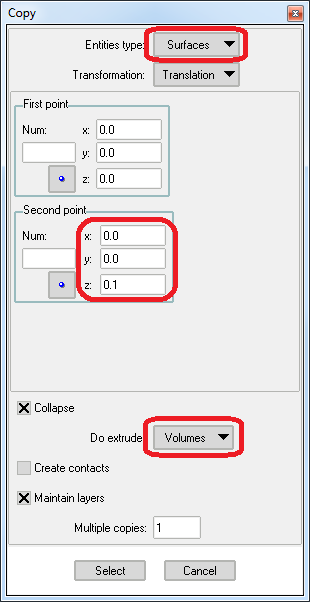 Copy
Entities type: Surfaces
Transformation: Translation
First point
Num: x: 0.0
y: 0.0
z: 0.0
Second point
Num: x: 0.0
y: 0.0
z: 0.1
Collapse
Do extrude: Volumes
Create contacts
Maintain layers
Multiple copies: 1
Select Cancel